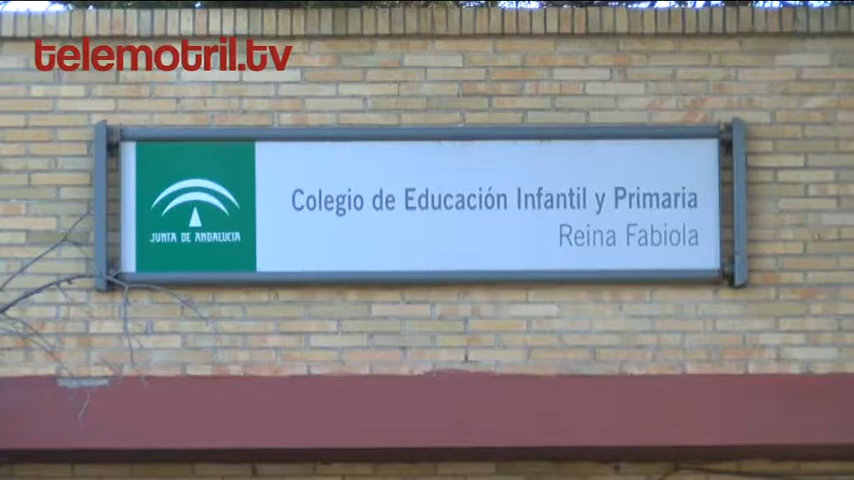 telemotril.tv
JUNTA DE ANDALUCIA
Colegio de Educación Infantil y Primaria
Reina Fabiola